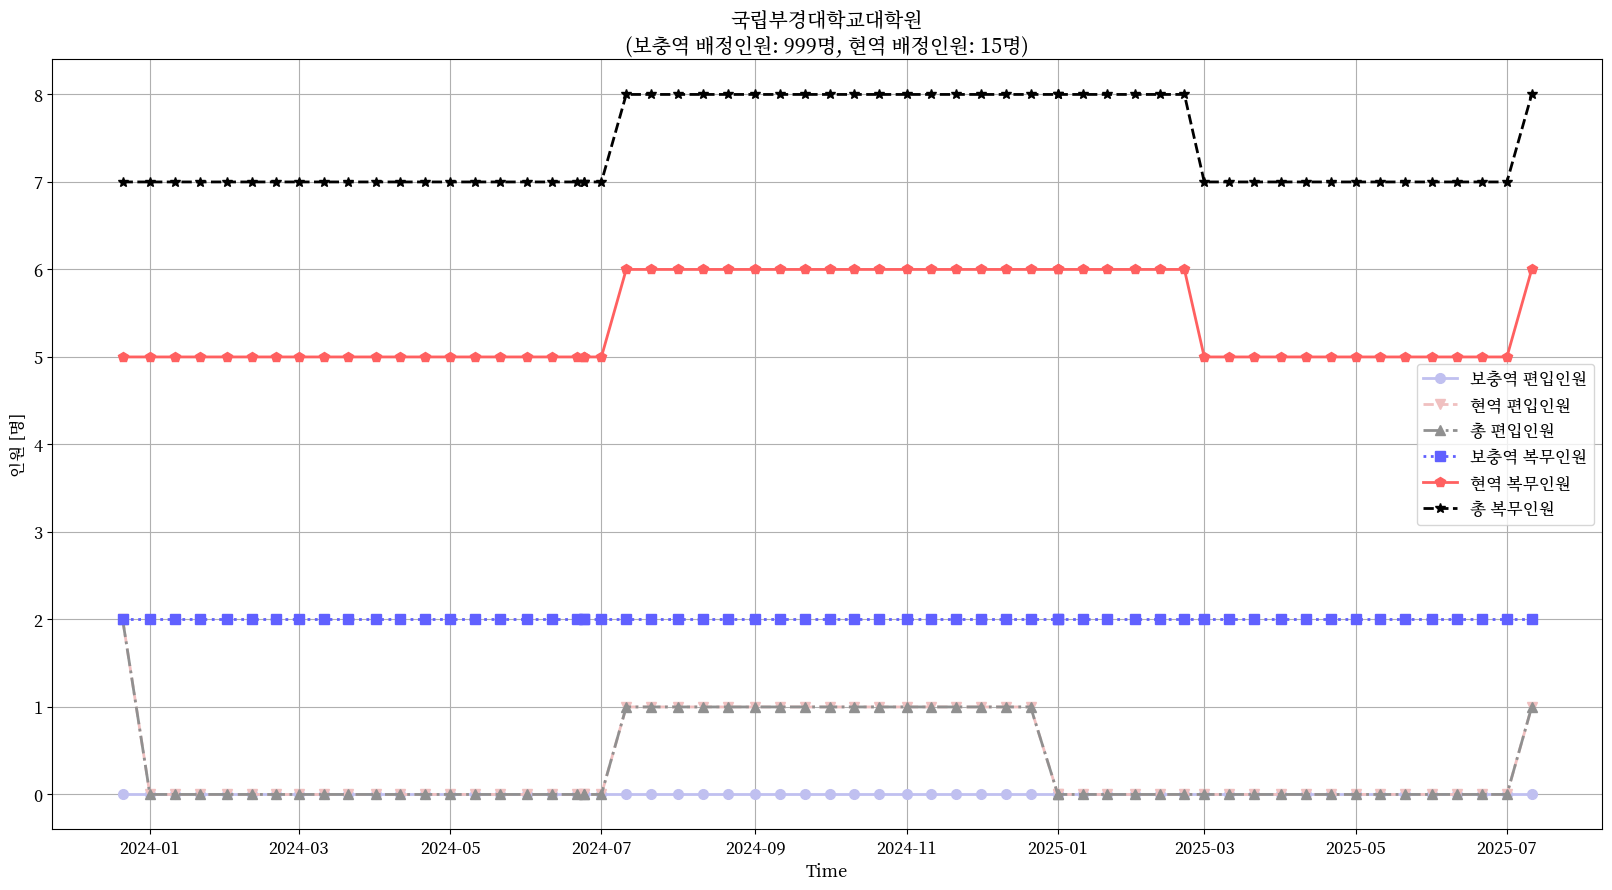 국립부경대학교대학원
(보충역 배정인원: 999명, 현역 배정인원: 15명)
인원 [명]
8
7
6
5
4
3
2
1
0
보충역 편입인원
현역 편입인원
총 편입인원
보충역 복무인원
현역 복무인원
총 복무인원
2024-01
2024-03
2024-05
2024-07
2024-09
2024-11
2025-01
2025-03
2025-05
2025-07
Time